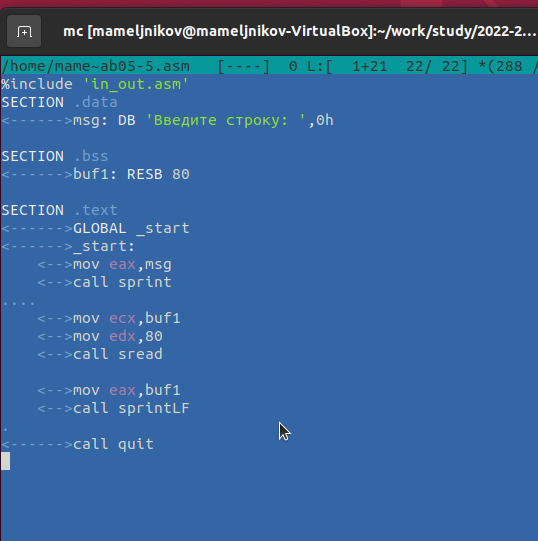 mc [mameljnikov@mameljnikov-VirtualBox]:~/work/study/2022-2...
/home/mame~ab05-5.asm   [----]  0 L:[  1+21  22/ 22] *(288 /
%include 'in_out.asm'
SECTION .data
<------>msg: DB 'Введите строку: ',0h
SECTION .bss
<------>buf1: RESB 80
SECTION .text
<------>GLOBAL _start
<------>_start:
    <-->mov eax,msg
    <-->call sprint
....
    <-->mov ecx,buf1
    <-->mov edx,80
    <-->call sread
    <-->mov eax,buf1
    <-->call sprintLF
.
<------>call quit